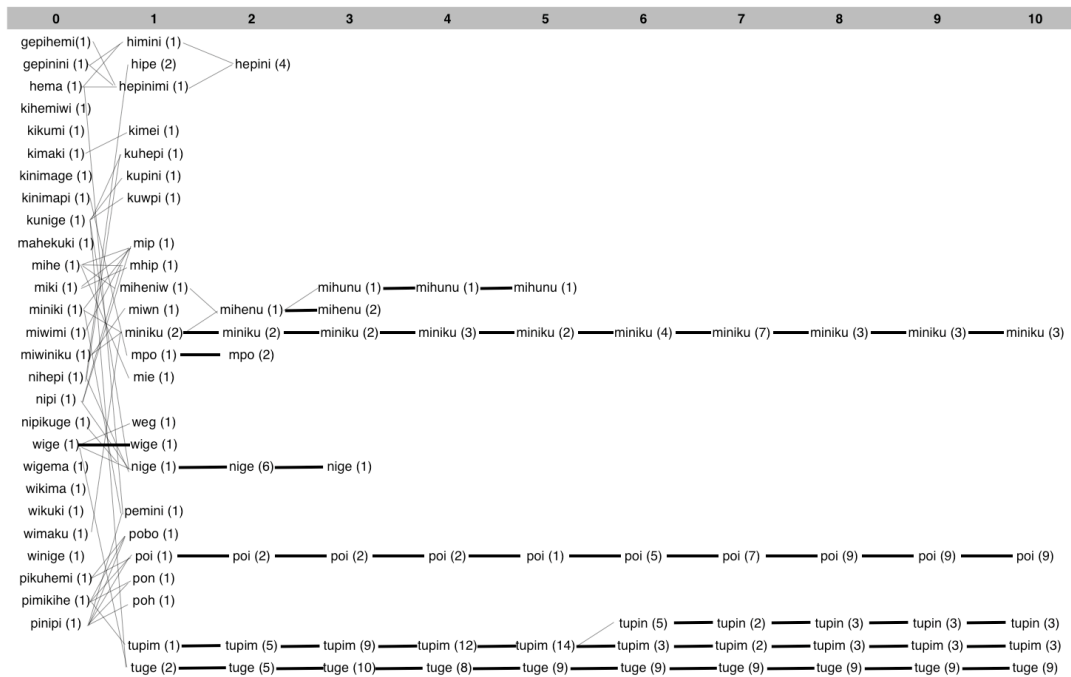 0 1 2 3 4 5 6 7 8 9 10
gepihemi(1) himini (1)
gepinini (1) hipe (2) hepini (4)
hema (1) hepinimi (1)
kihemiwi (1)
kikumi (1) kimei (1)
kimaki (1) kuhepi (1)
kinimage (1) kupini (1)
kinimapi (1) kuwpi (1)
kunige (1)
mahekuki (1) mip (1)
mihe (1) mhip (1)
miki (1) miheniw (1) mihunu (1) mihunu (1) mihunu (1)
miniki (1) miwn (1) mihenu (1) mihenu (2)
miwimi (1) miniku (2) miniku (2) miniku (2) miniku (3) miniku (2) miniku (4) miniku (7) miniku (3) miniku (3) miniku (3)
miwiniku (1) mpo (1) mpo (2)
nihepi (1) mie (1)
nipi (1)
nipikuge (1) weg (1)
wige (1) wige (1)
wigema (1) nige (1) nige (6) nige (1)
wikima (1)
wikuki (1) pemini (1)
wimaku (1) pobo (1)
winige (1) poi (1) poi (2) poi (2) poi (2) poi (1) poi (5) poi (7) poi (9) poi (9) poi (9)
pikuhemi (1) pon (1)
pimikihe (1) poh (1)
pinipi (1) tupin (5) tupin (2) tupin (3) tupin (3) tupin (3)
tupim (1) tupim (5) tupim (9) tupim (12) tupim (14) tupim (3) tupim (2) tupim (3) tupim (3) tupim (3)
tuge (2) tuge (5) tuge (10) tuge (8) tuge (9) tuge (9) tuge (9) tuge (9) tuge (9) tuge (9)